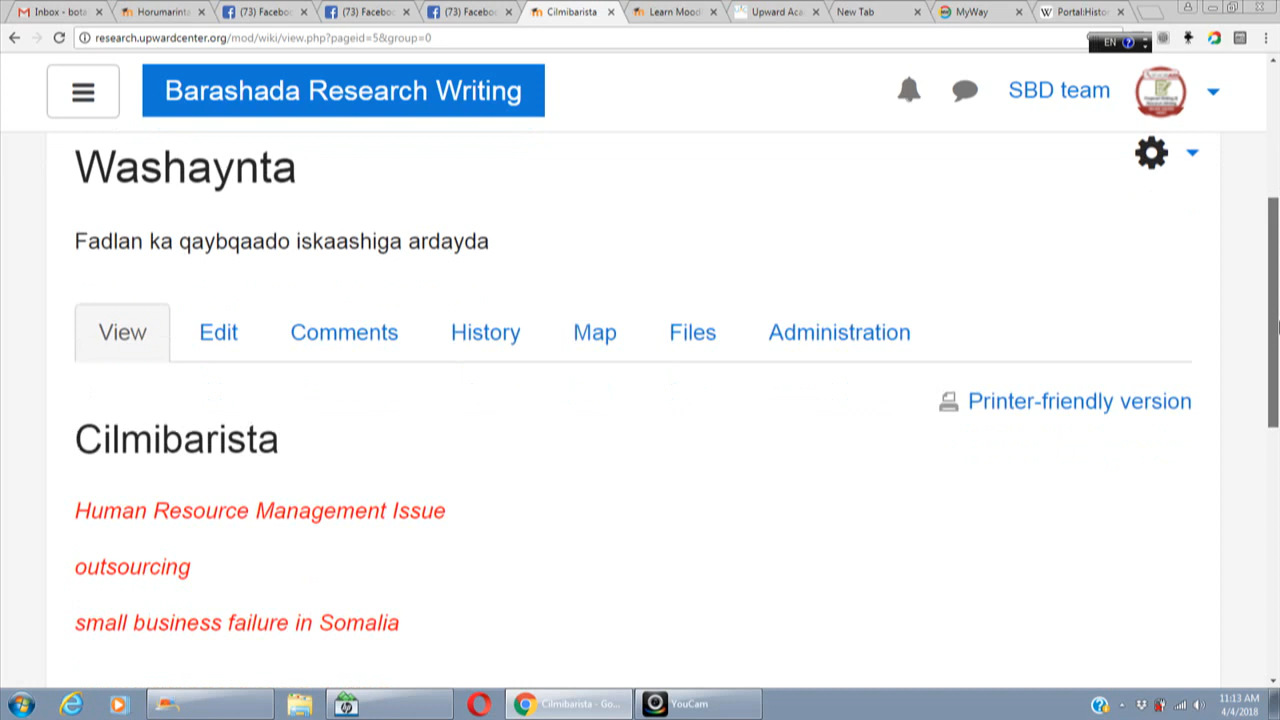 Inbox - bota
Horumarinta
(73) Facebo
(73) Facebo
(73) Facebo
Cilmibarista
Learn Mood
Upward Aca
New Tab
MyWay
Portal:Histo
research.upwardcenter.org/mod/wiki/view.php?pageid=5&group=0
EN
Barashada Research Writing
SBD team
Washaynta
Fadlan ka qaybqaado iskaashiga ardayda
View Edit Comments History Map Files Administration
Printer-friendly version
Cilmibarista
Human Resource Management Issue
outsourcing
small business failure in Somalia
Cilmibarista - Go...
YouCam
11:13 AM
4/4/2018